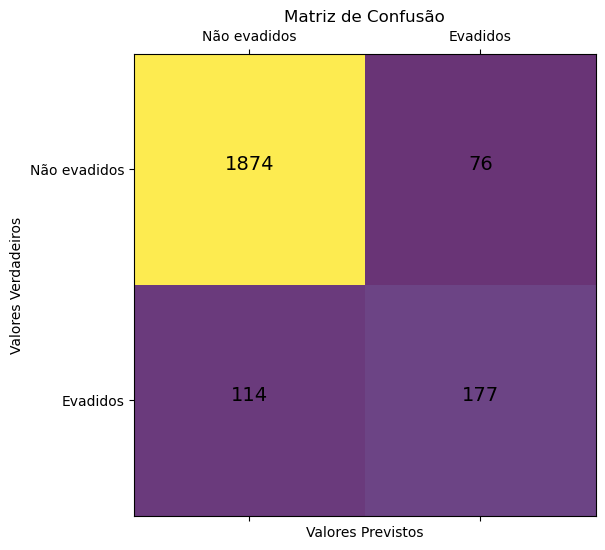 Matriz de Confusão
Não evadidos Evadidos
Não evadidos 1874 76
Valores Verdadeiros
Evadidos 114 177
Valores Previstos